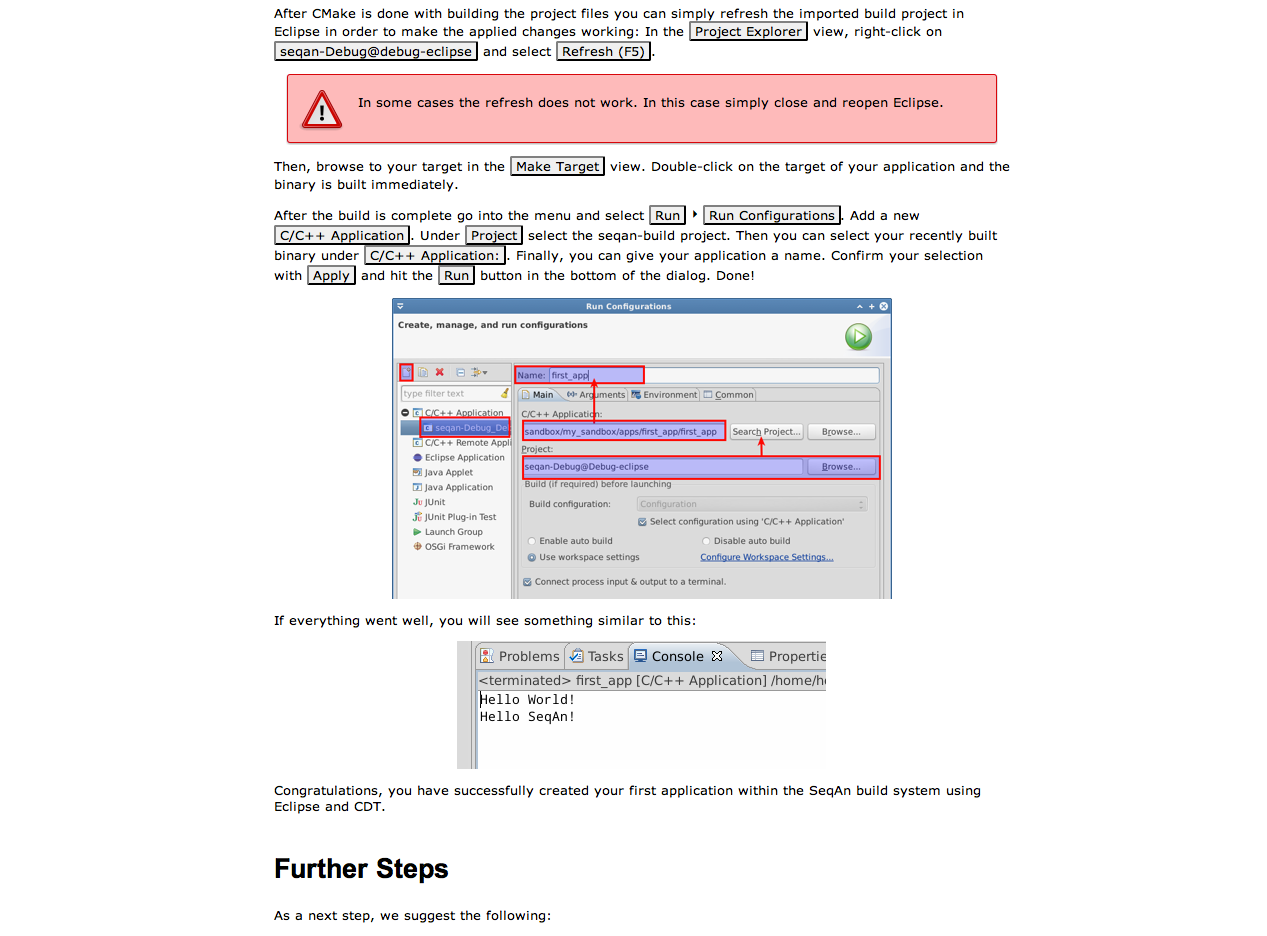 After CMake is done with building the project files you can simply refresh the imported build project in
Eclipse in order to make the applied changes working: In the Project Explorer view, right-click on
seqan-Debug@debug-eclipse and select Refresh (F5).
In some cases the refresh does not work. In this case simply close and reopen Eclipse.
Then, browse to your target in the Make Target view. Double-click on the target of your application and the
binary is built immediately.
After the build is complete go into the menu and select Run ‣ Run Configurations. Add a new
C/C++ Application. Under Project select the seqan-build project. Then you can select your recently built
binary under C/C++ Application:. Finally, you can give your application a name. Confirm your selection
with Apply and hit the Run button in the bottom of the dialog. Done!
Run Configurations
Create, manage, and run configurations
Name: first_app
type filter text
Main Arguments Environment Common
C/C++ Application
C/C++ Application:
seqan-Debug_Deb
sandbox/my_sandbox/apps/first_app/first_app Search Project... Browse...
C/C++ Remote Appli
Project:
Eclipse Application
seqan-Debug@Debug-eclipse Browse...
Java Applet
Build (if required) before launching
Java Application
JUnit
Build configuration: Configuration
JUnit Plug-in Test
Select configuration using 'C/C++ Application'
Launch Group
Enable auto build Disable auto build
OSGi Framework
Use workspace settings Configure Workspace Settings...
Connect process input & output to a terminal.
If everything went well, you will see something similar to this:
Problems Tasks Console Propertie
<terminated> first_app [C/C++ Application] /home/h
Hello World!
Hello SeqAn!
Congratulations, you have successfully created your first application within the SeqAn build system using
Eclipse and CDT.
Further Steps
As a next step, we suggest the following: